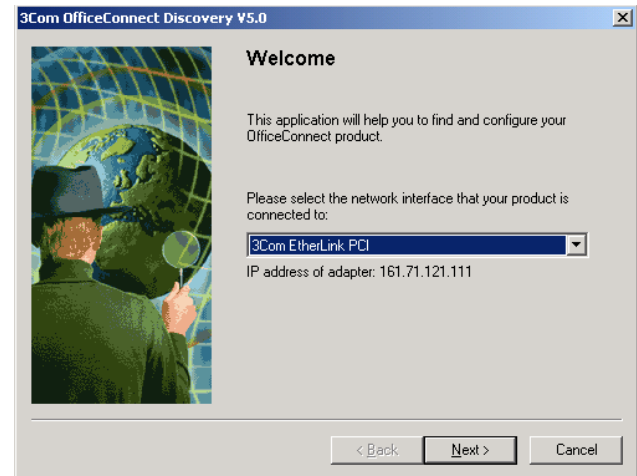 3Com OfficeConnect Discovery V5.0
Welcome
This application will help you to find and configure your
OfficeConnect product.
Please select the network interface that your product is
connected to:
3Com EtherLink PCI
IP address of adapter: 161.71.121.111
< Back
Next >
Cancel